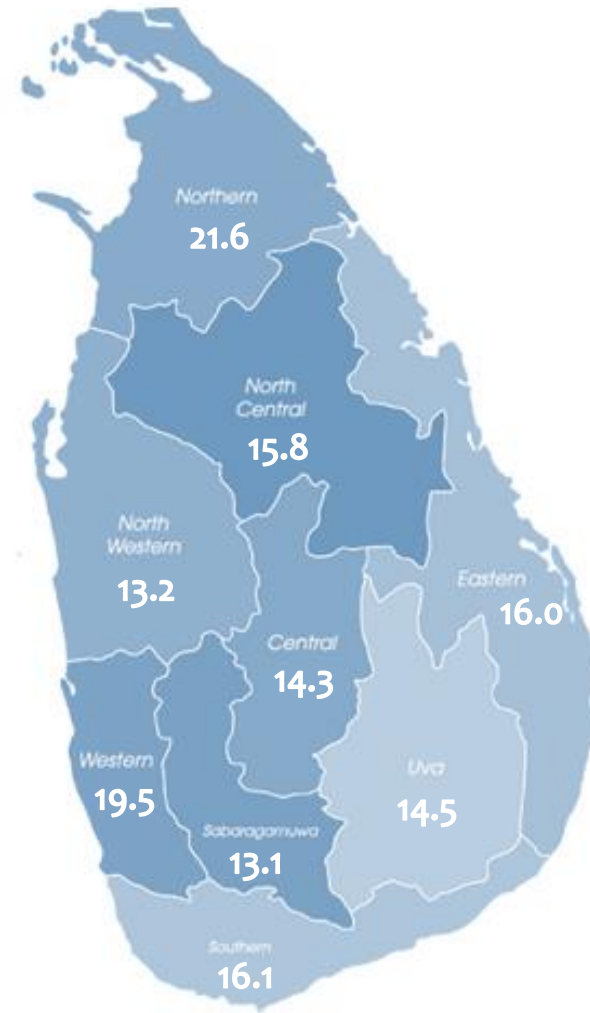 Northern
21.6
North
Central
15.8
North
Western
13.2
Eastern
16.0
Central
14.3
Western
19.5
Uva
14.5
Sabaragamuwa
13.1
Southern
16.1